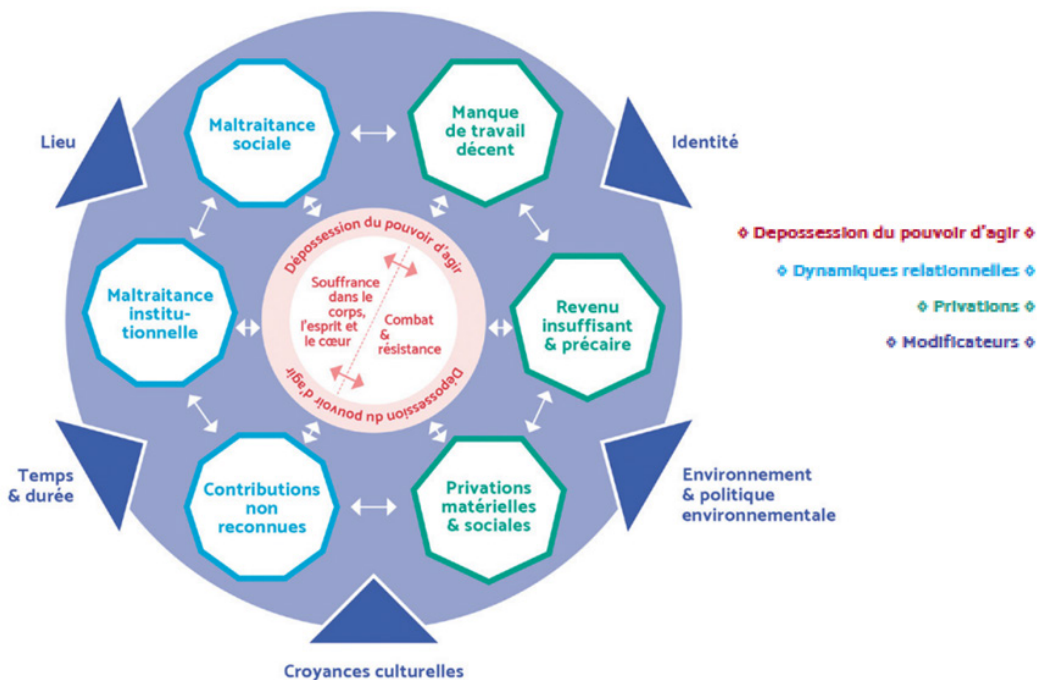 Lieu
Maltraitance
sociale
Manque
de travail
décent
Identité
Maltraitance
institu-
tionnelle
Dépossession du pouvoir d'agir
Souffrance
dans le
corps,
l'esprit et
le cœur
Combat
&
résistance
Dépossession du pouvoir d'agir
Revenu
insuffisant
& précaire
Temps
& durée
Contributions
non
reconnues
Privations
matérielles
& sociales
Environnement
& politique
environnementale
Croyances culturelles
⋄ Depossession du pouvoir d'agir ⋄
⋄ Dynamiques relationnelles ⋄
⋄ Privations ⋄
⋄ Modificateurs ⋄